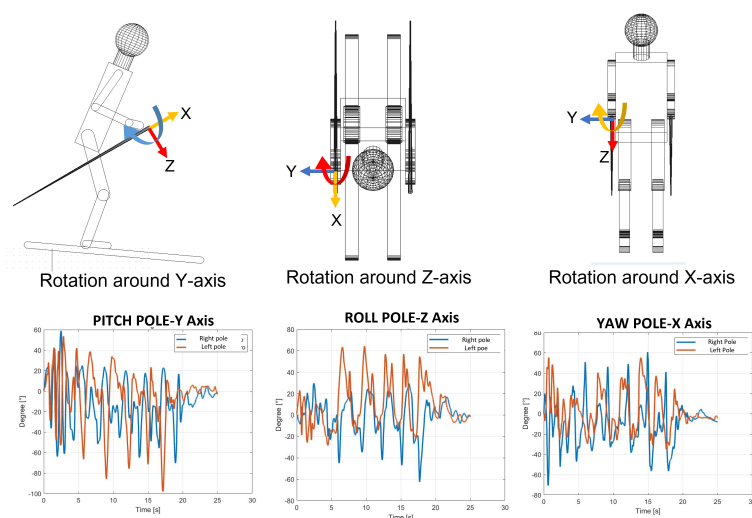 X
Z
Rotation around Y-axis
Y
X
Rotation around Z-axis
Y
Z
Rotation around X-axis
PITCH POLE-Y Axis
Right pole
Left pole
Degree [°]
60
40
20
0
-20
-40
-60
-80
-100
0 5 10 15 20 25 30
Time [s]
ROLL POLE-Z Axis
Right pole
Left poe
Degree [°]
80
60
40
20
0
-20
-40
-60
-80
0 5 10 15 20 25 30
Time [s]
YAW POLE-X Axis
Right Pole
Left Pole
Degree [°]
80
60
40
20
0
-20
-40
-60
-80
0 5 10 15 20 25 30
Time [s]